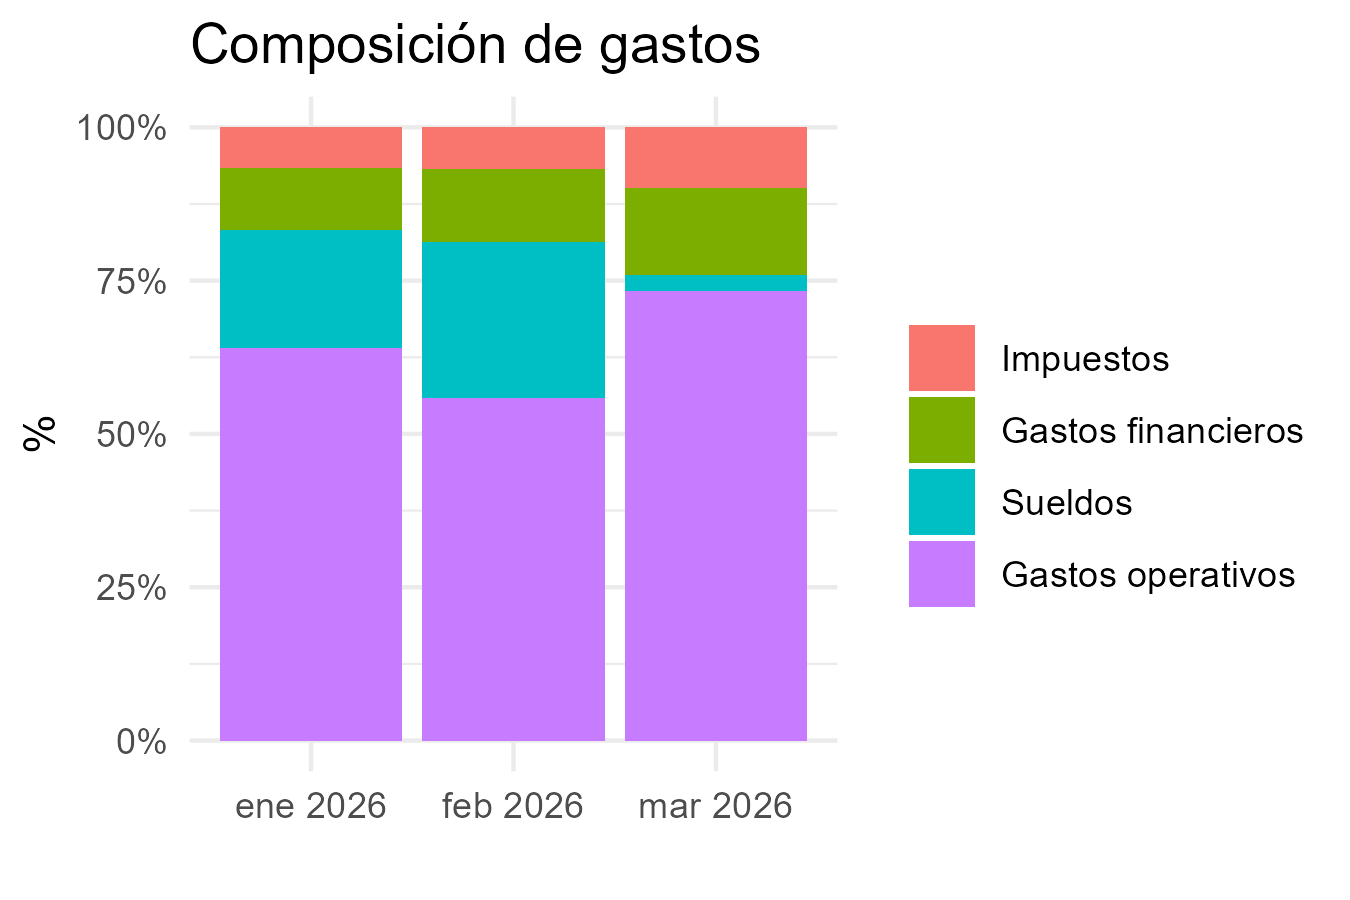 Composición de gastos
100%
75%
50%
25%
0%
%
ene 2026
feb 2026
mar 2026
Impuestos
Gastos financieros
Sueldos
Gastos operativos